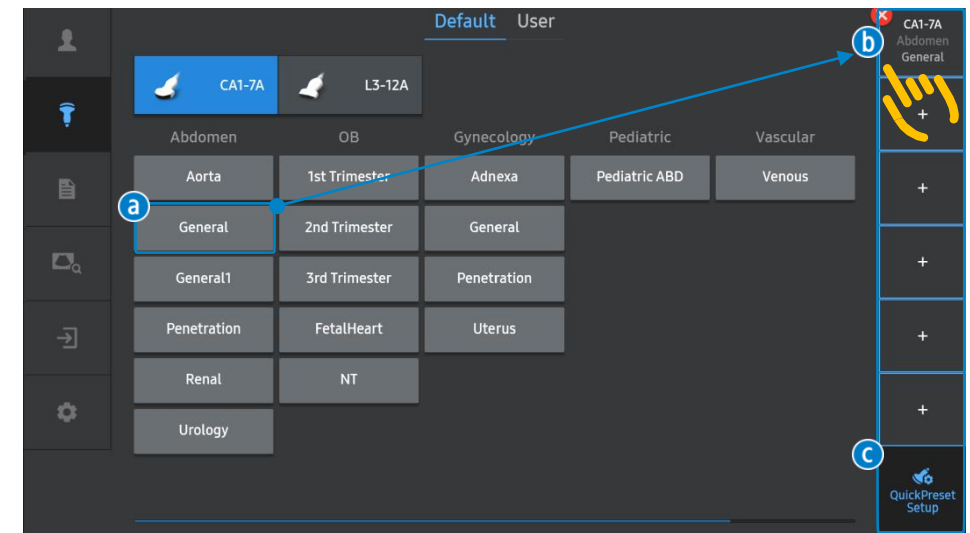 Default User
CA1-7A
L3-12A
Abdomen OB Gynecology Pediatric Vascular
Aorta 1st Trimester Adnexa Pediatric ABD Venous
a
General 2nd Trimester General
General1 3rd Trimester Penetration
Penetration FetalHeart Uterus
Renal NT
Urology
b
CA1-7A
Abdomen
General
+
+
+
+
+
c
QuickPreset
Setup